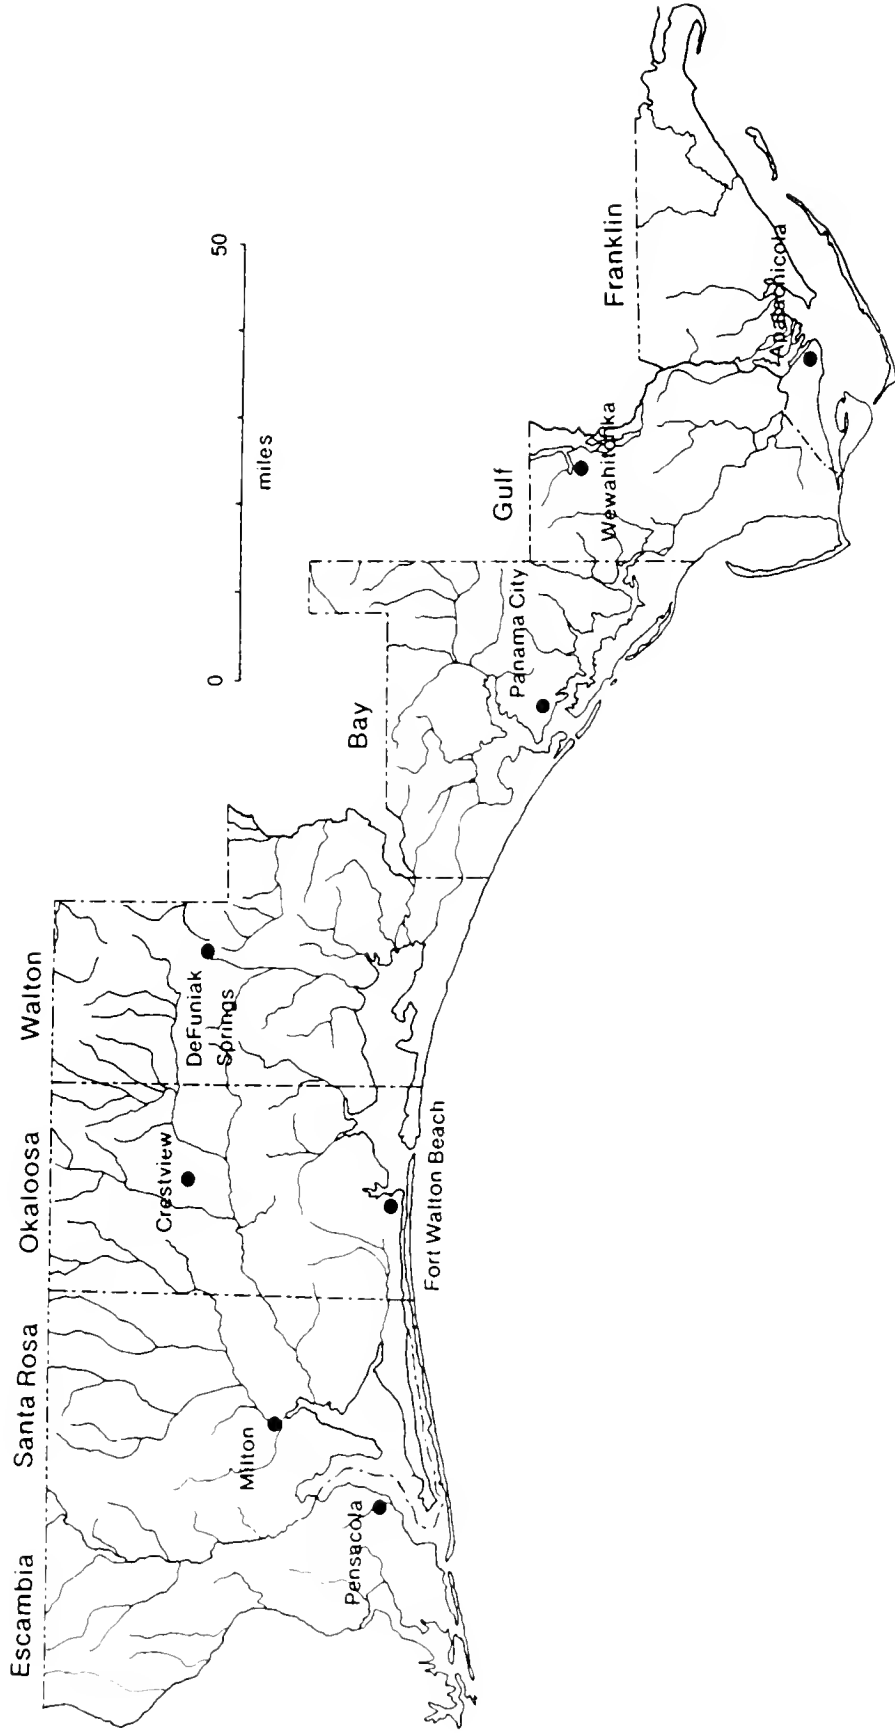 Escambia
Santa Rosa
Okaloosa
Walton
Bay
Gulf
Franklin
Pensacola
Milton
Crestview
Fort Walton Beach
DeFuniak
Springs
Panama City
Wewahitchka
Apalachicola
0
50
miles